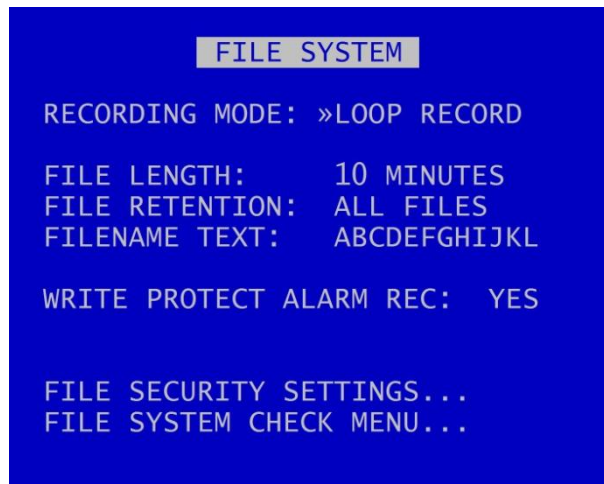 FILE SYSTEM
RECORDING MODE: »LOOP RECORD
FILE LENGTH: 10 MINUTES
FILE RETENTION: ALL FILES
FILENAME TEXT: ABCDEFGHIJKL
WRITE PROTECT ALARM REC: YES
FILE SECURITY SETTINGS...
FILE SYSTEM CHECK MENU...